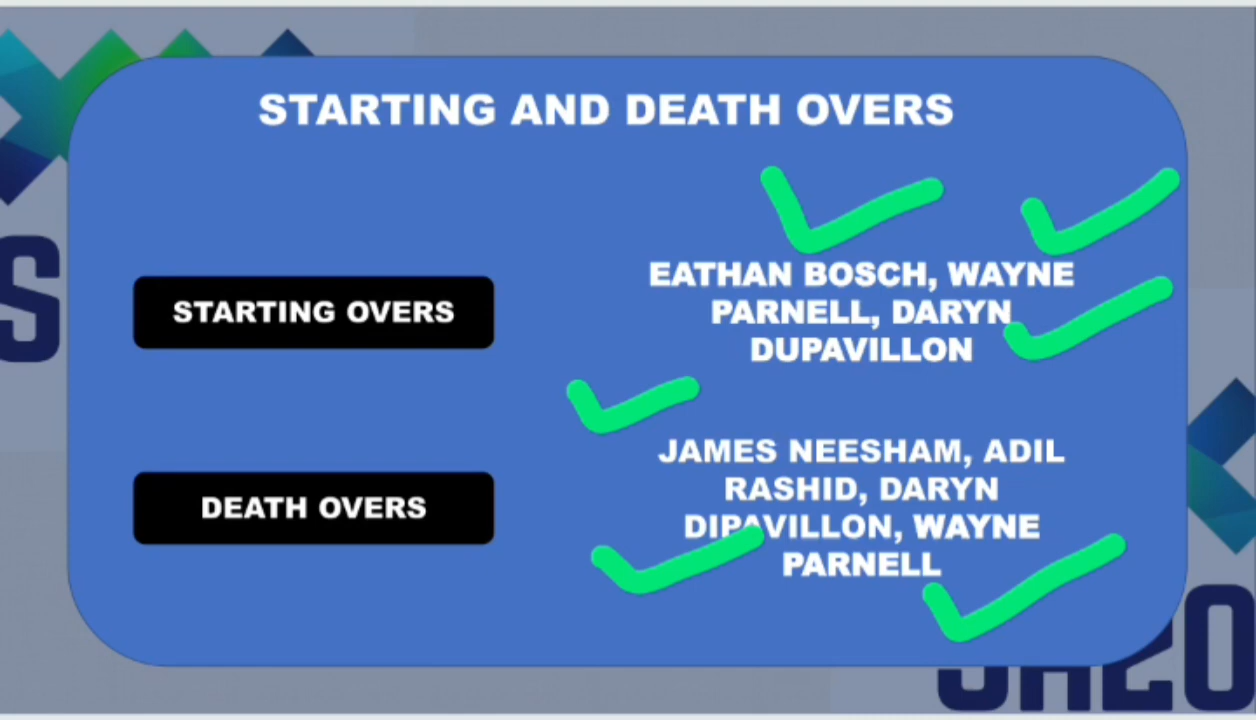 STARTING AND DEATH OVERS
S
STARTING OVERS
EATHAN BOSCH, WAYNE
PARNELL, DARYN
DUPAVILLON
DEATH OVERS
JAMES NEESHAM, ADIL
RASHID, DARYN
DIPAVILLON, WAYNE
PARNELL
SA20